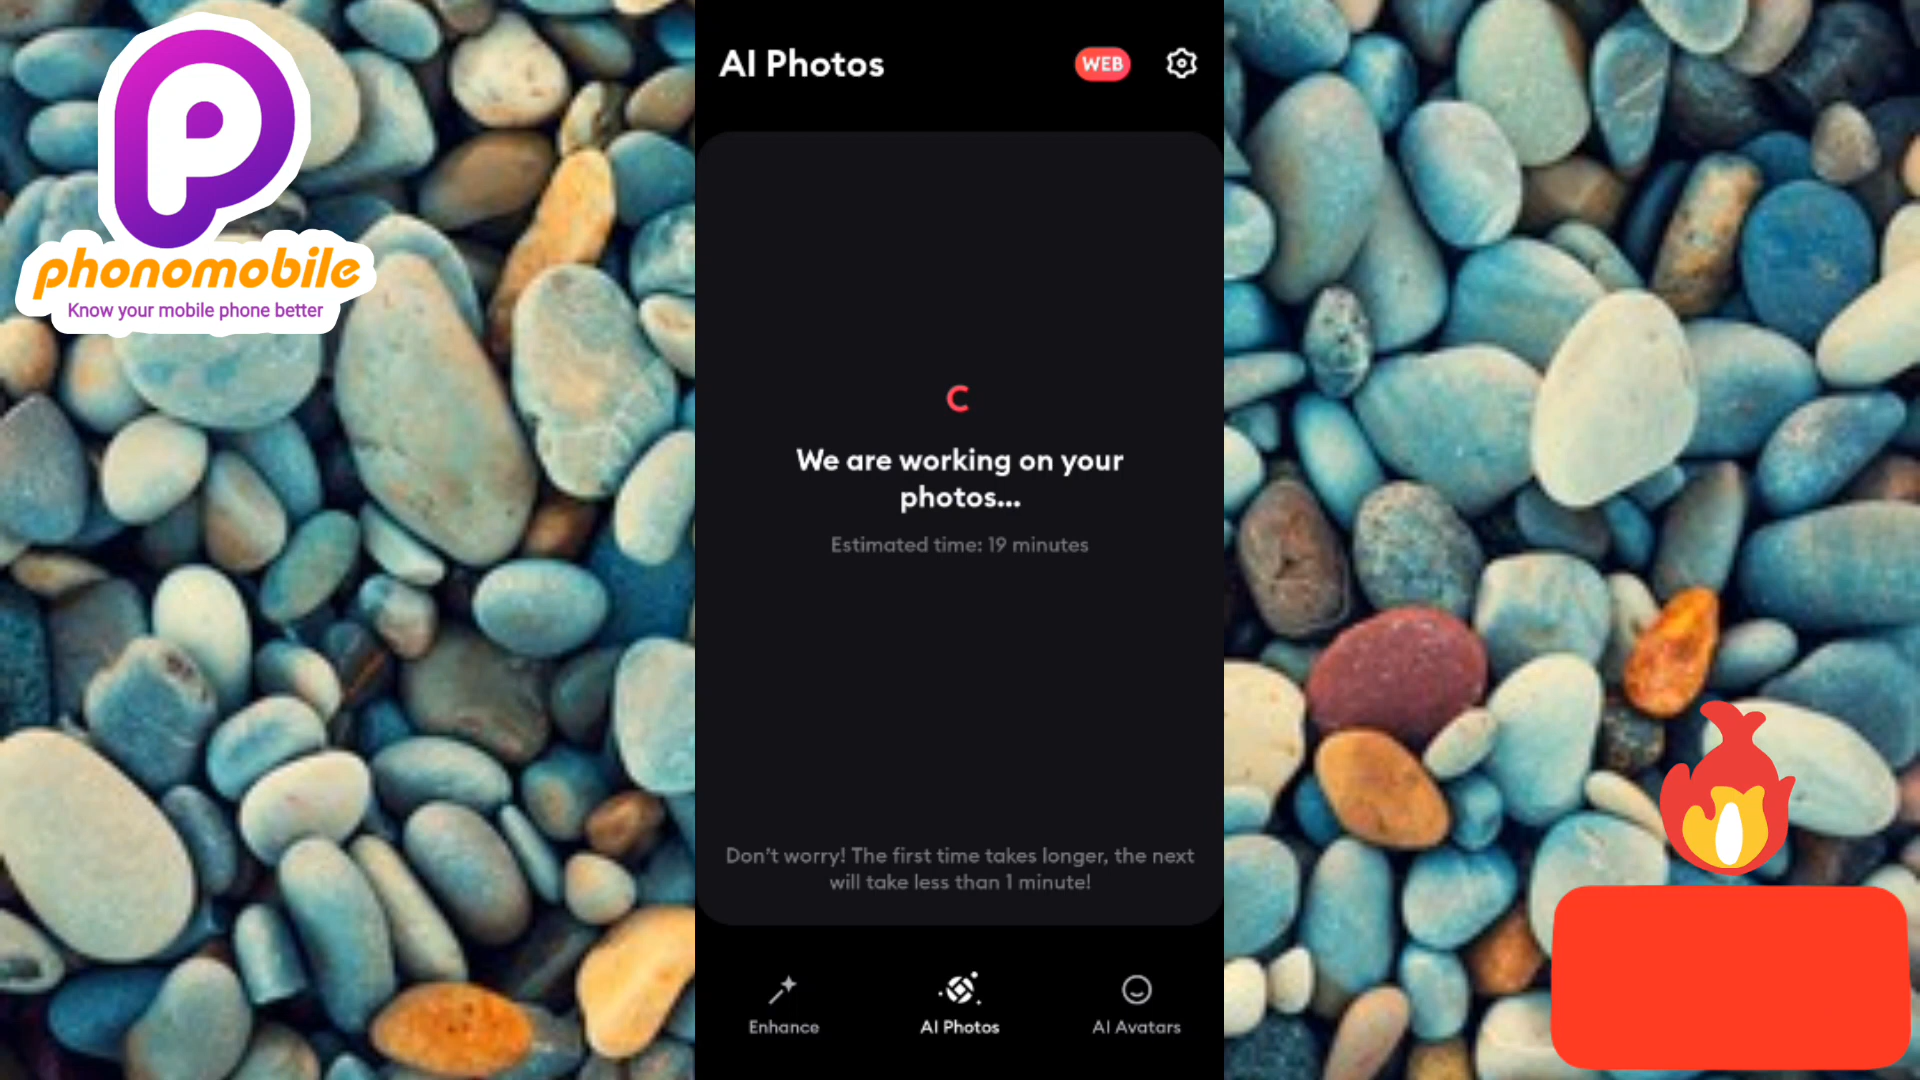 phonomobile
Know your mobile phone better
AI Photos
WEB
We are working on your
photos...
Estimated time: 19 minutes
Don't worry! The first time takes longer, the next
will take less than 1 minute!
Enhance
AI Photos
AI Avatars